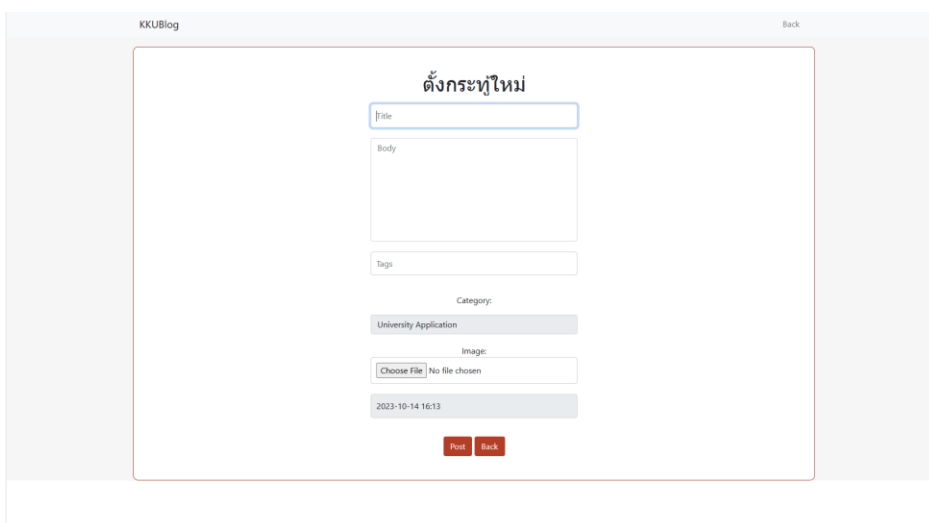 KKUBlog
Back
ตั้งกระทู้ใหม่
Title
Body
Tags
Category:
University Application
Image:
Choose File No file chosen
2023-10-14 16:13
Post Back